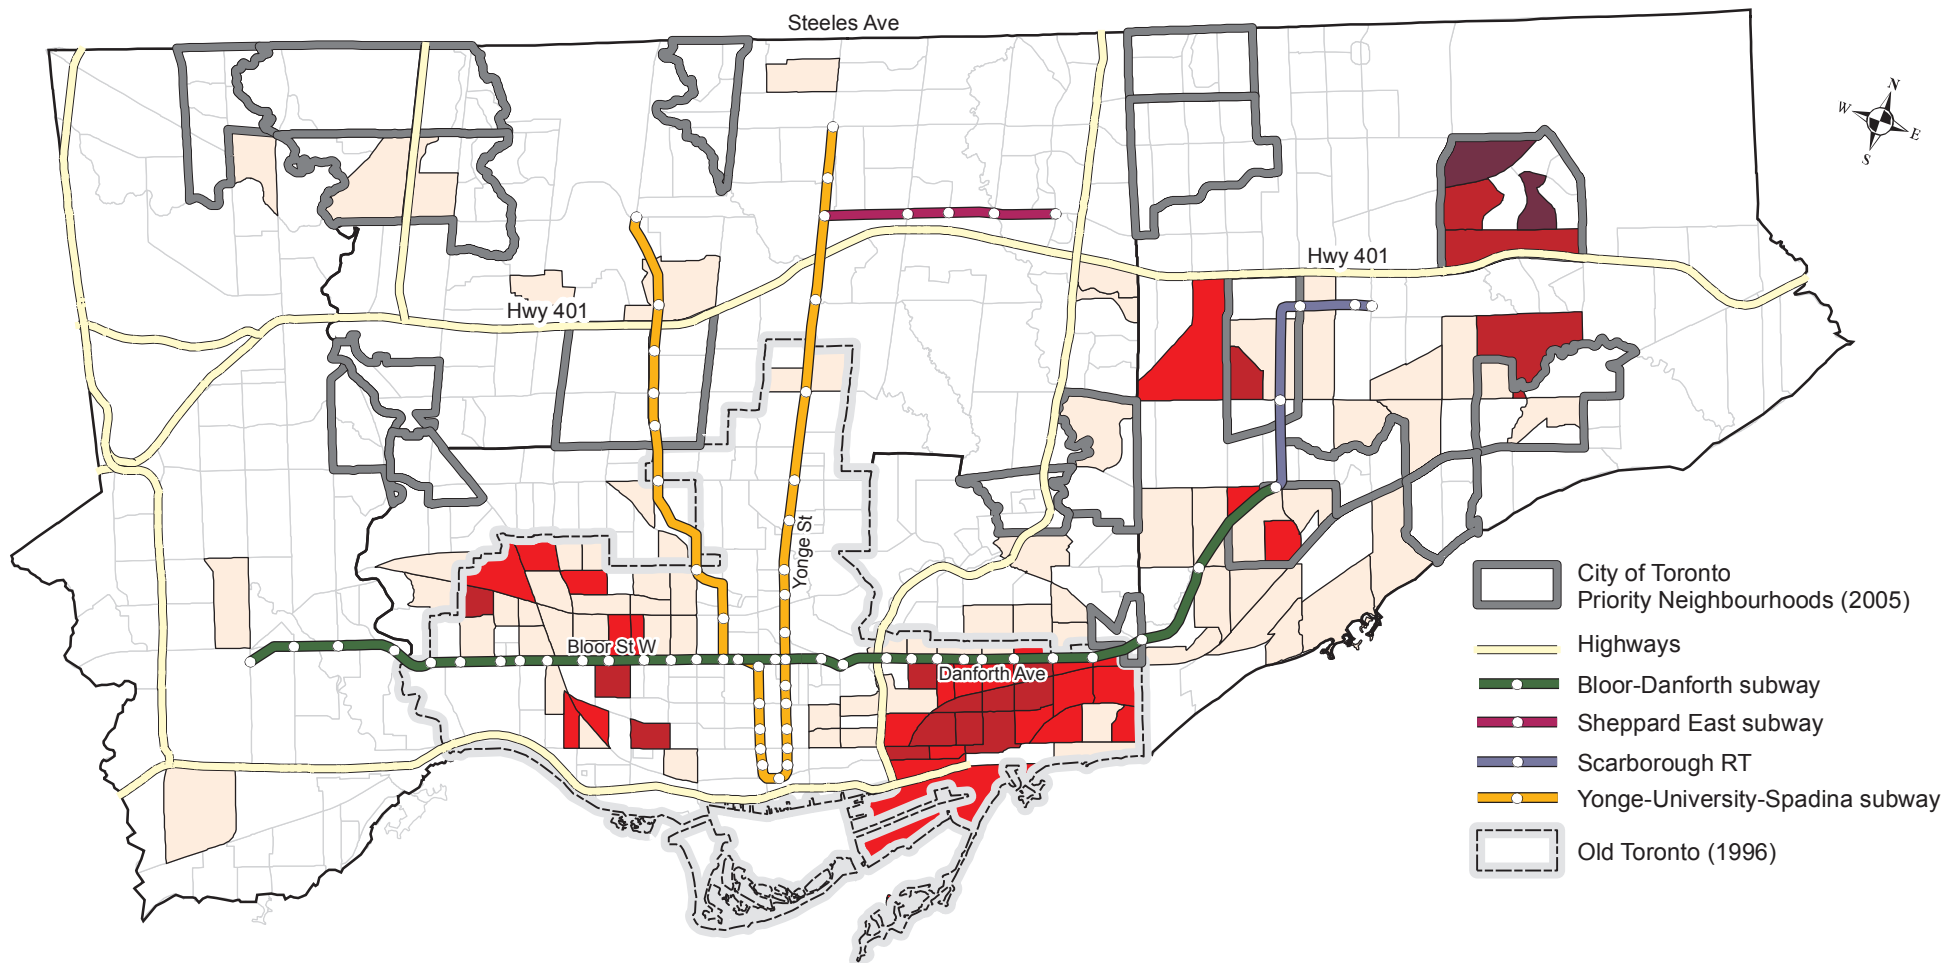 Steeles Ave
N
W
E
S
Hwy 401
Hwy 401
Yonge St
Bloor St W
Danforth Ave
City of Toronto
Priority Neighbourhoods (2005)
Highways
Bloor-Danforth subway
Sheppard East subway
Scarborough RT
Yonge-University-Spadina subway
Old Toronto (1996)